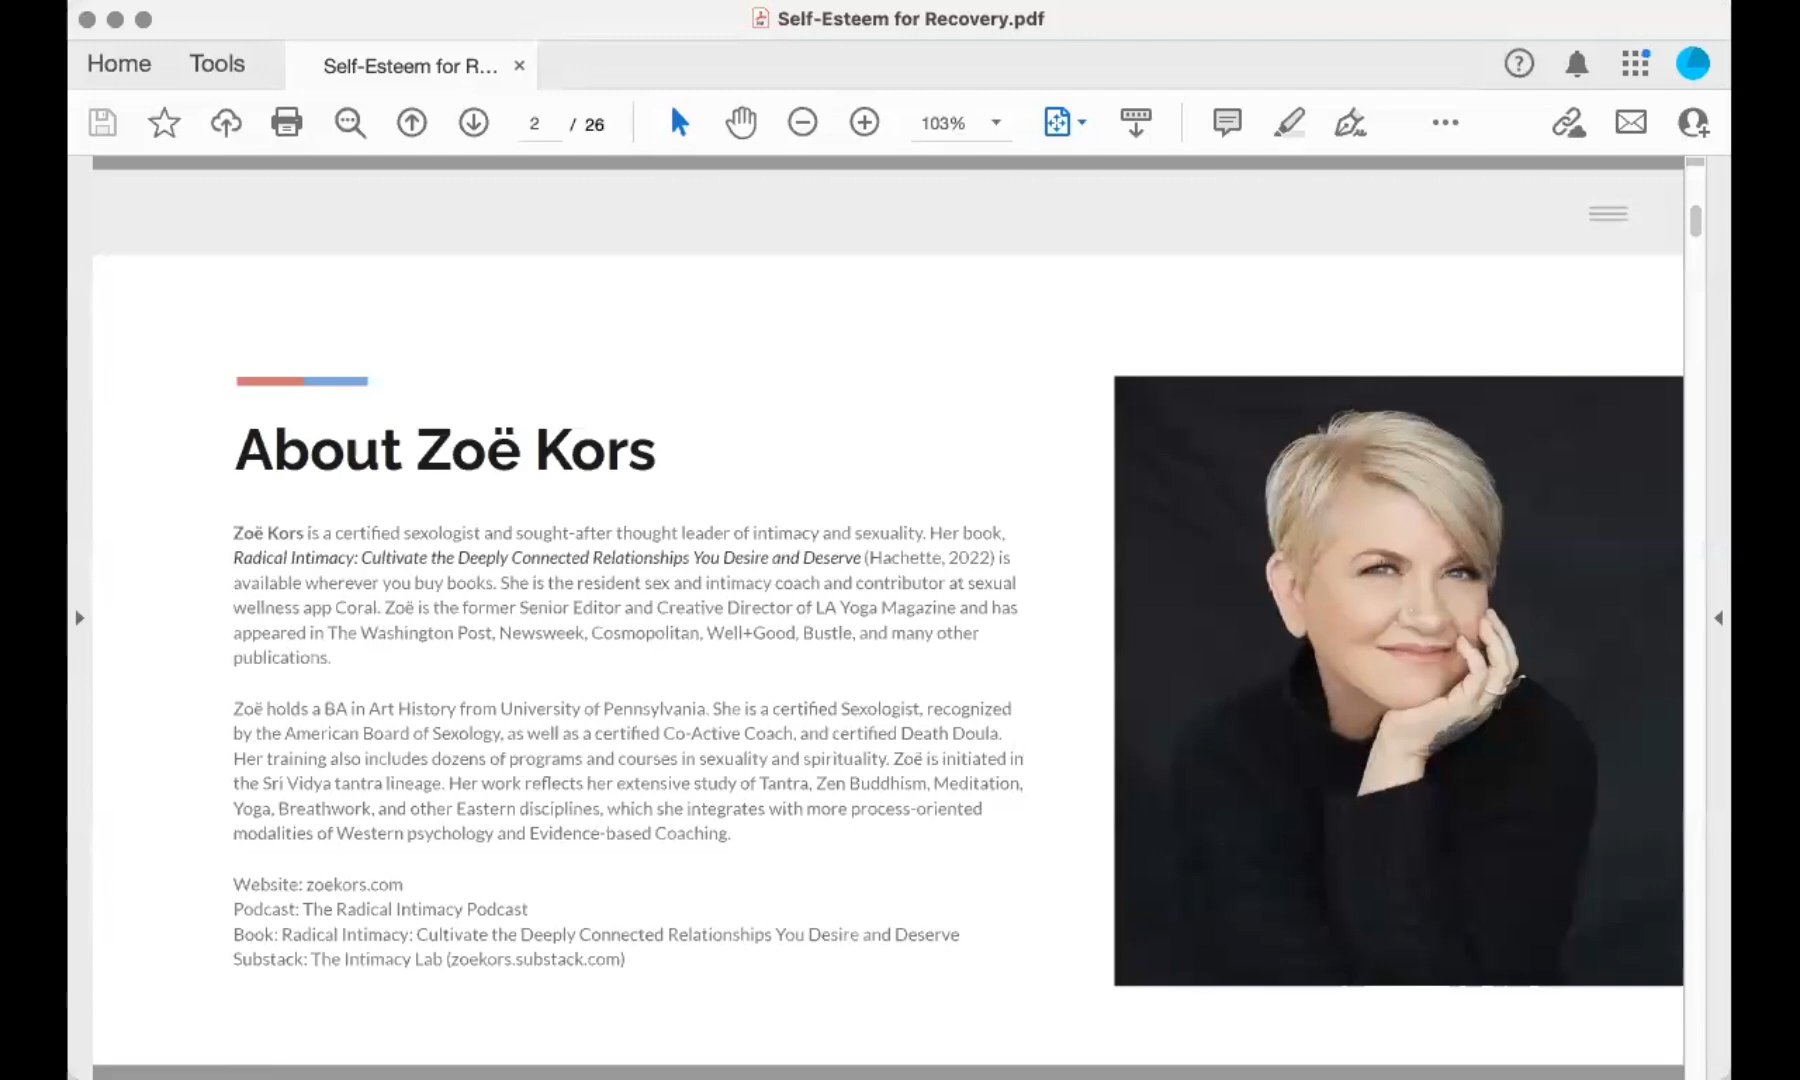 Self-Esteem for Recovery.pdf
Home
Tools
Self-Esteem for R...
2 / 26
103%
About Zoë Kors
Zoë Kors is a certified sexologist and sought-after thought leader of intimacy and sexuality. Her book,
Radical Intimacy: Cultivate the Deeply Connected Relationships You Desire and Deserve (Hachette, 2022) is
available wherever you buy books. She is the resident sex and intimacy coach and contributor at sexual
wellness app Coral. Zoë is the former Senior Editor and Creative Director of LA Yoga Magazine and has
appeared in The Washington Post, Newsweek, Cosmopolitan, Well+Good, Bustle, and many other
publications.
Zoë holds a BA in Art History from University of Pennsylvania. She is a certified Sexologist, recognized
by the American Board of Sexology, as well as a certified Co-Active Coach, and certified Death Doula.
Her training also includes dozens of programs and courses in sexuality and spirituality. Zoë is initiated in
the Sri Vidya tantra lineage. Her work reflects her extensive study of Tantra, Zen Buddhism, Meditation,
Yoga, Breathwork, and other Eastern disciplines, which she integrates with more process-oriented
modalities of Western psychology and Evidence-based Coaching.
Website: zoekors.com
Podcast: The Radical Intimacy Podcast
Book: Radical Intimacy: Cultivate the Deeply Connected Relationships You Desire and Deserve
Substack: The Intimacy Lab (zoekors.substack.com)